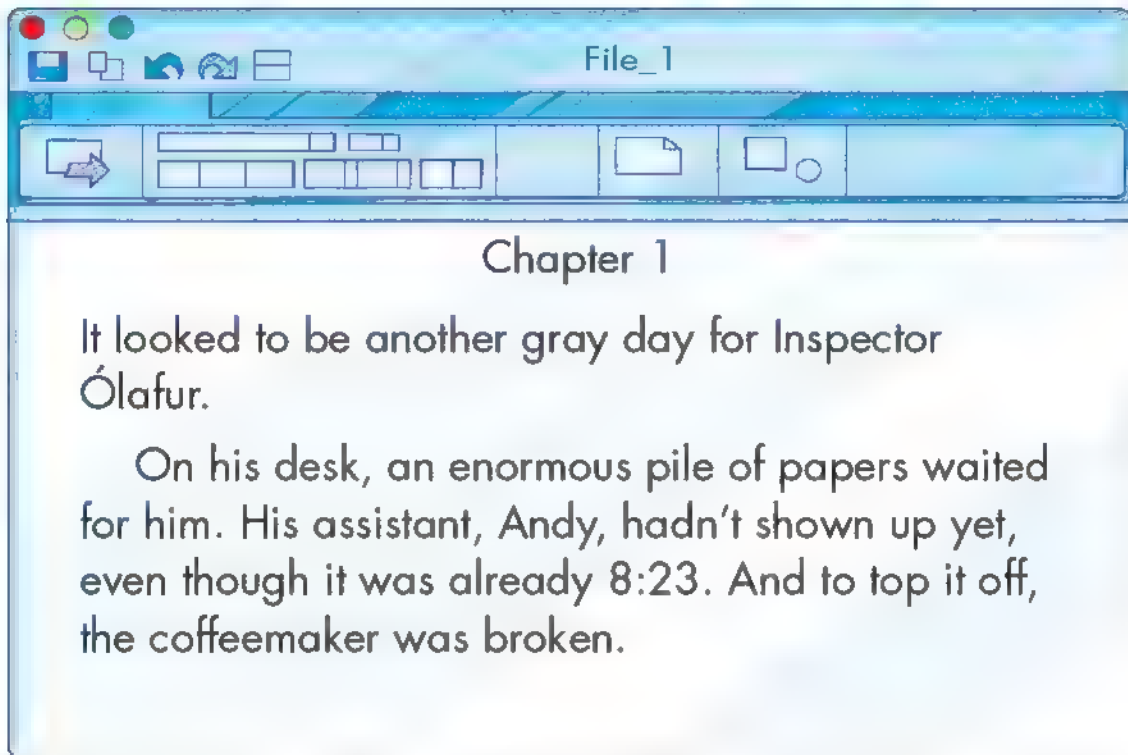 File_1
Chapter 1
It looked to be another gray day for Inspector
Ólafur.
On his desk, an enormous pile of papers waited
for him. His assistant, Andy, hadn't shown up yet,
even though it was already 8:23. And to top it off,
the coffeemaker was broken.